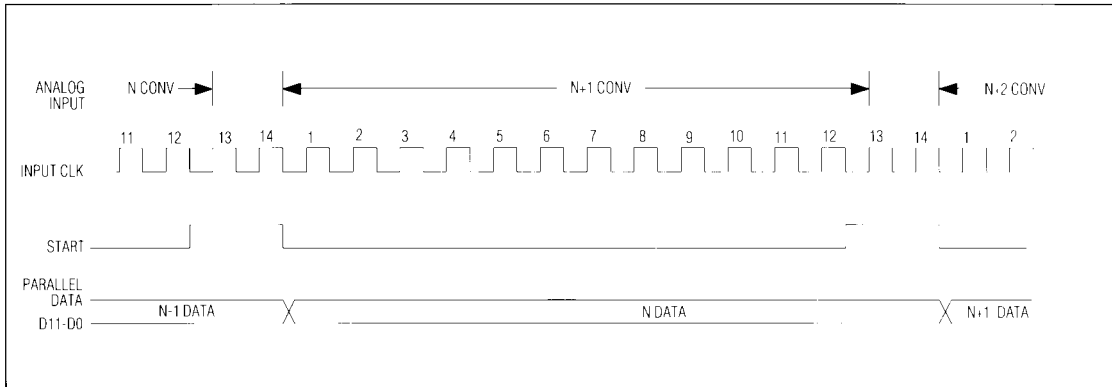 ANALOG INPUT
N CONV
N+1 CONV
N+2 CONV
11 12 13 14 1 2 3 4 5 6 7 8 9 10 11 12 13 14 1 2
INPUT CLK
START
PARALLEL DATA
D11-D0
N-1 DATA
N DATA
N+1 DATA